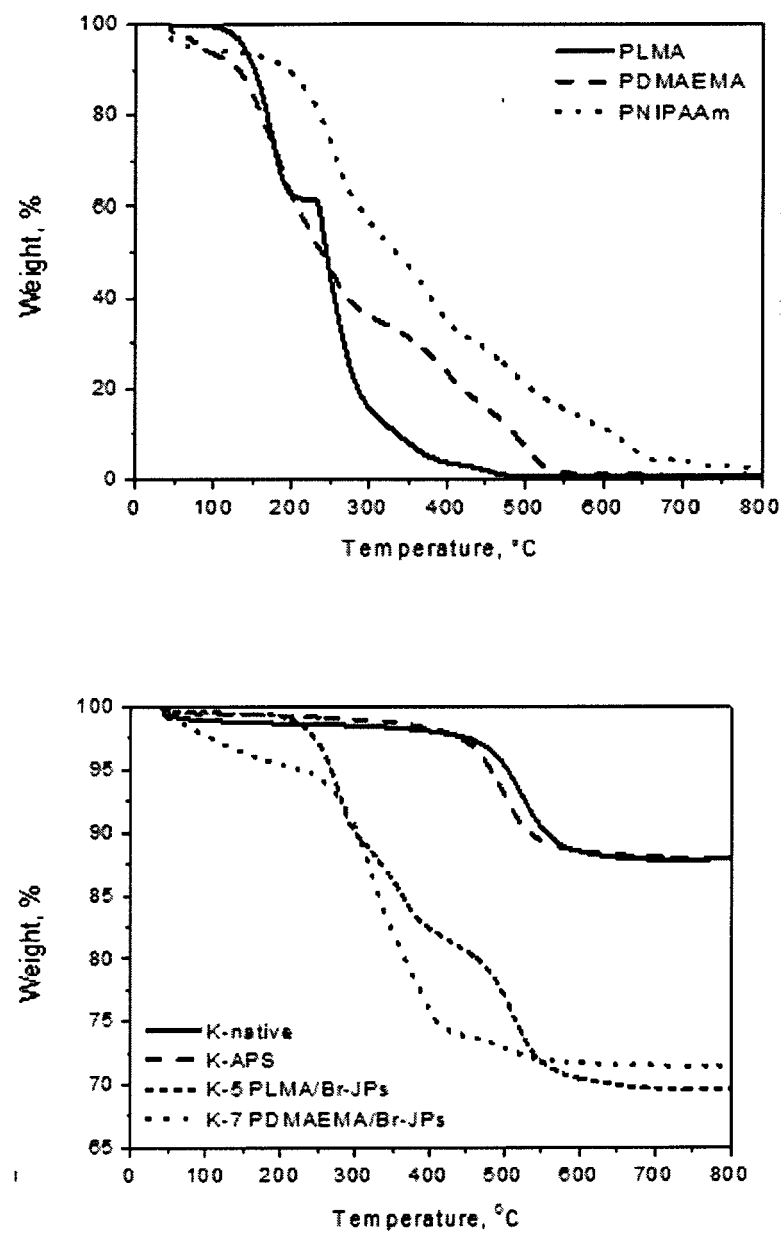 100
80
60
40
20
0
Weight, %
PLMA
PDMAEMA
PNIPAAm
0 100 200 300 400 500 600 700 800
Temperature, °C
100
95
90
85
80
75
70
65
Weight, %
K-native
K-APS
K-5 PLMA/Br-JPs
K-7 PDMAEMA/Br-JPs
0 100 200 300 400 500 600 700 800
Temperature, °C